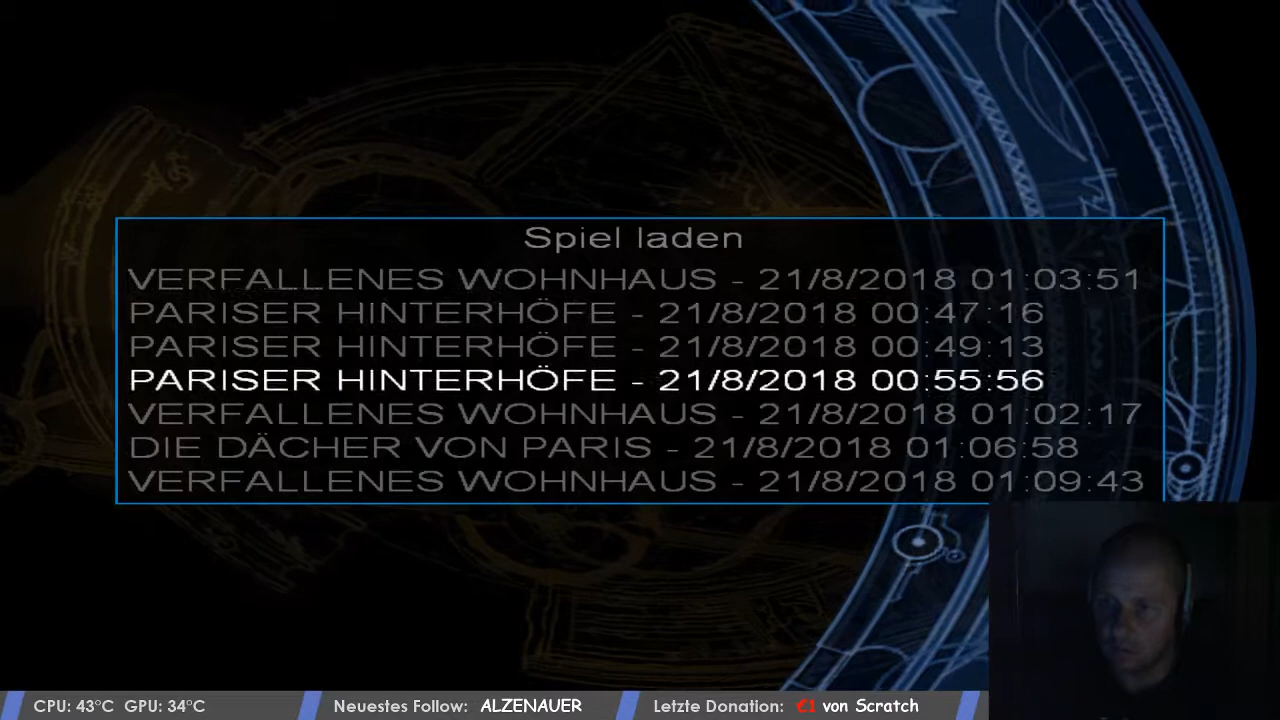 Spiel laden
VERFALLENES WOHNHAUS - 21/8/2018 01:03:51
PARISER HINTERHÖFE - 21/8/2018 00:47:16
PARISER HINTERHÖFE - 21/8/2018 00:49:13
PARISER HINTERHÖFE - 21/8/2018 00:55:56
VERFALLENES WOHNHAUS - 21/8/2018 01:02:17
DIE DÄCHER VON PARIS - 21/8/2018 01:06:58
VERFALLENES WOHNHAUS - 21/8/2018 01:09:43
CPU: 43°C GPU: 34°C Neuestes Follow: ALZENAUER Letzte Donation: €1 von Scratch